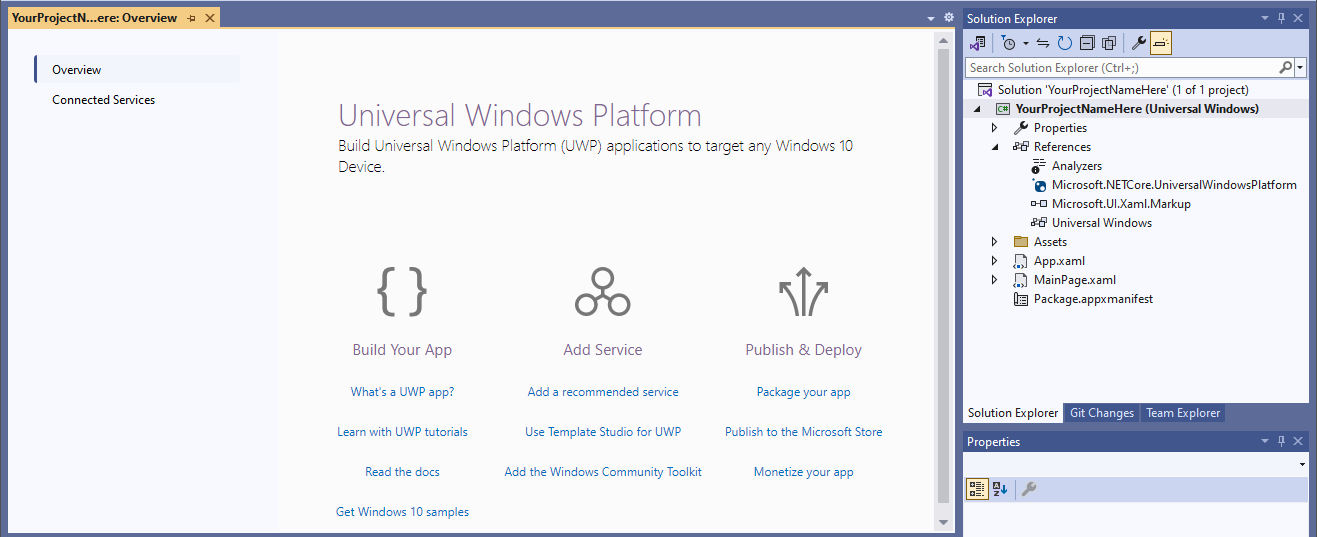 YourProjectN...ere: Overview
Overview
Connected Services
Universal Windows Platform
Build Universal Windows Platform (UWP) applications to target any Windows 10
Device.
{ }
Build Your App
Add Service
Publish & Deploy
What's a UWP app?
Add a recommended service
Package your app
Learn with UWP tutorials
Use Template Studio for UWP
Publish to the Microsoft Store
Read the docs
Add the Windows Community Toolkit
Monetize your app
Get Windows 10 samples
Solution Explorer
Search Solution Explorer (Ctrl+;)
Solution 'YourProjectNameHere' (1 of 1 project)
C# YourProjectNameHere (Universal Windows)
Properties
References
Analyzers
Microsoft.NETCore.UniversalWindowsPlatform
Microsoft.UI.Xaml.Markup
Universal Windows
Assets
App.xaml
MainPage.xaml
Package.appxmanifest
Solution Explorer
Git Changes
Team Explorer
Properties